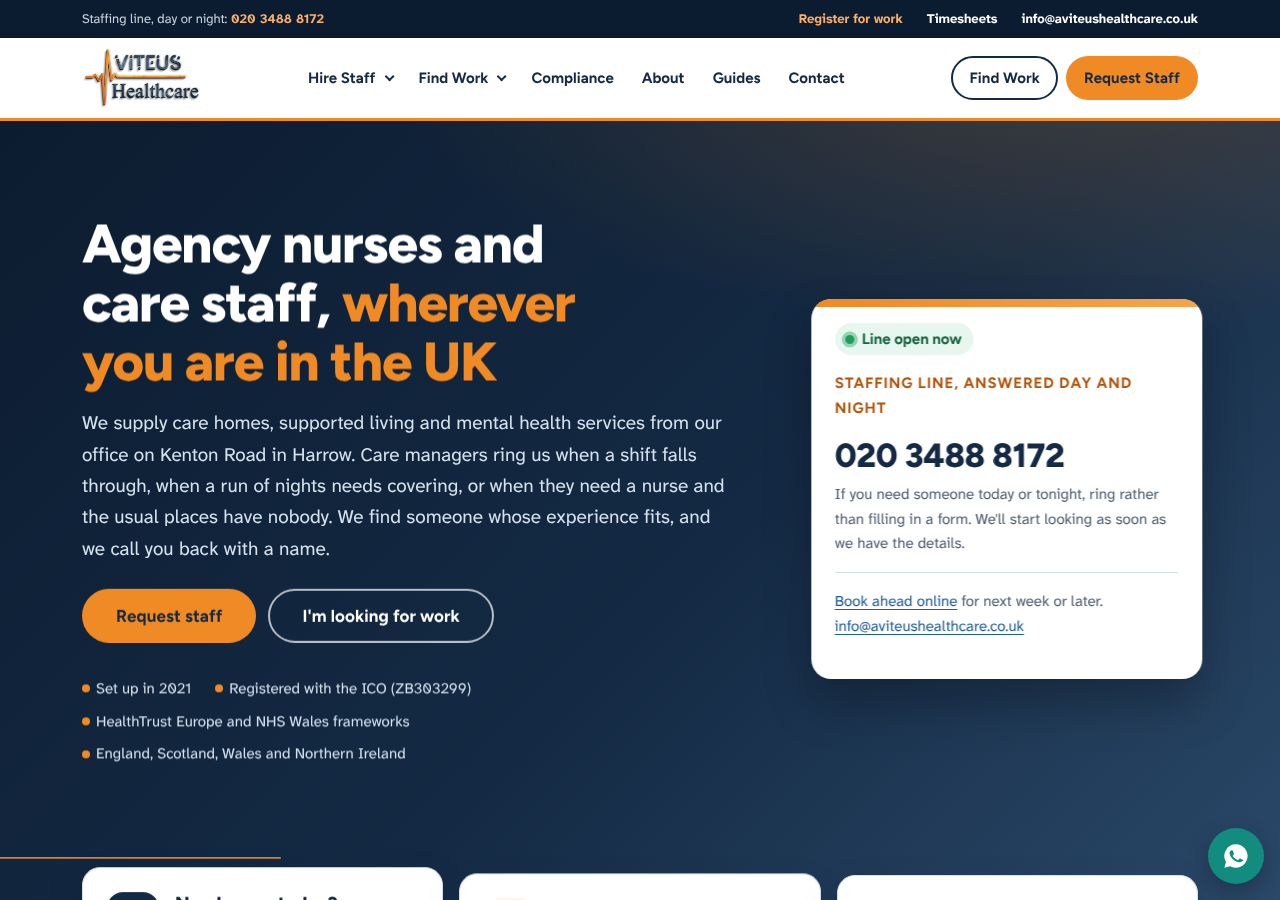 Staffing line, day or night: 020 3488 8172
Register for work
Timesheets
info@aviteushealthcare.co.uk
VITEUS
Healthcare
Hire Staff
Find Work
Compliance
About
Guides
Contact
Find Work
Request Staff
Agency nurses and
care staff, wherever
you are in the UK
We supply care homes, supported living and mental health services from our
office on Kenton Road in Harrow. Care managers ring us when a shift falls
through, when a run of nights needs covering, or when they need a nurse and
the usual places have nobody. We find someone whose experience fits, and
we call you back with a name.
Request staff
I'm looking for work
Set up in 2021
Registered with the ICO (ZB303299)
HealthTrust Europe and NHS Wales frameworks
England, Scotland, Wales and Northern Ireland
Line open now
STAFFING LINE, ANSWERED DAY AND
NIGHT
020 3488 8172
If you need someone today or tonight, ring rather
than filling in a form. We'll start looking as soon as
we have the details.
Book ahead online for next week or later.
info@aviteushealthcare.co.uk